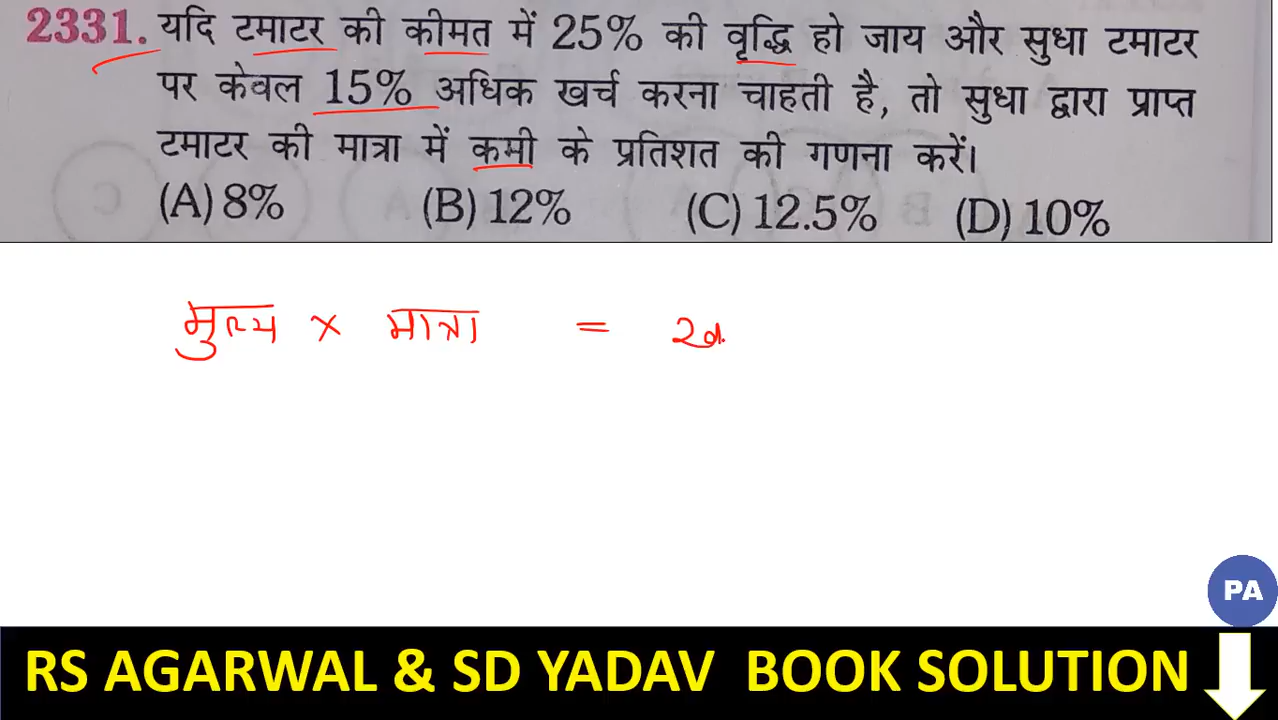 2331. यदि टमाटर की कीमत में 25% की वृद्धि हो जाय और सुधा टमाटर
पर केवल 15% अधिक खर्च करना चाहती है, तो सुधा द्वारा प्राप्त
टमाटर की मात्रा में कमी के प्रतिशत की गणना करें।
(A) 8% (B) 12% (C) 12.5% (D) 10%
मुल्य × मात्रा =
PA
RS AGARWAL & SD YADAV BOOK SOLUTION